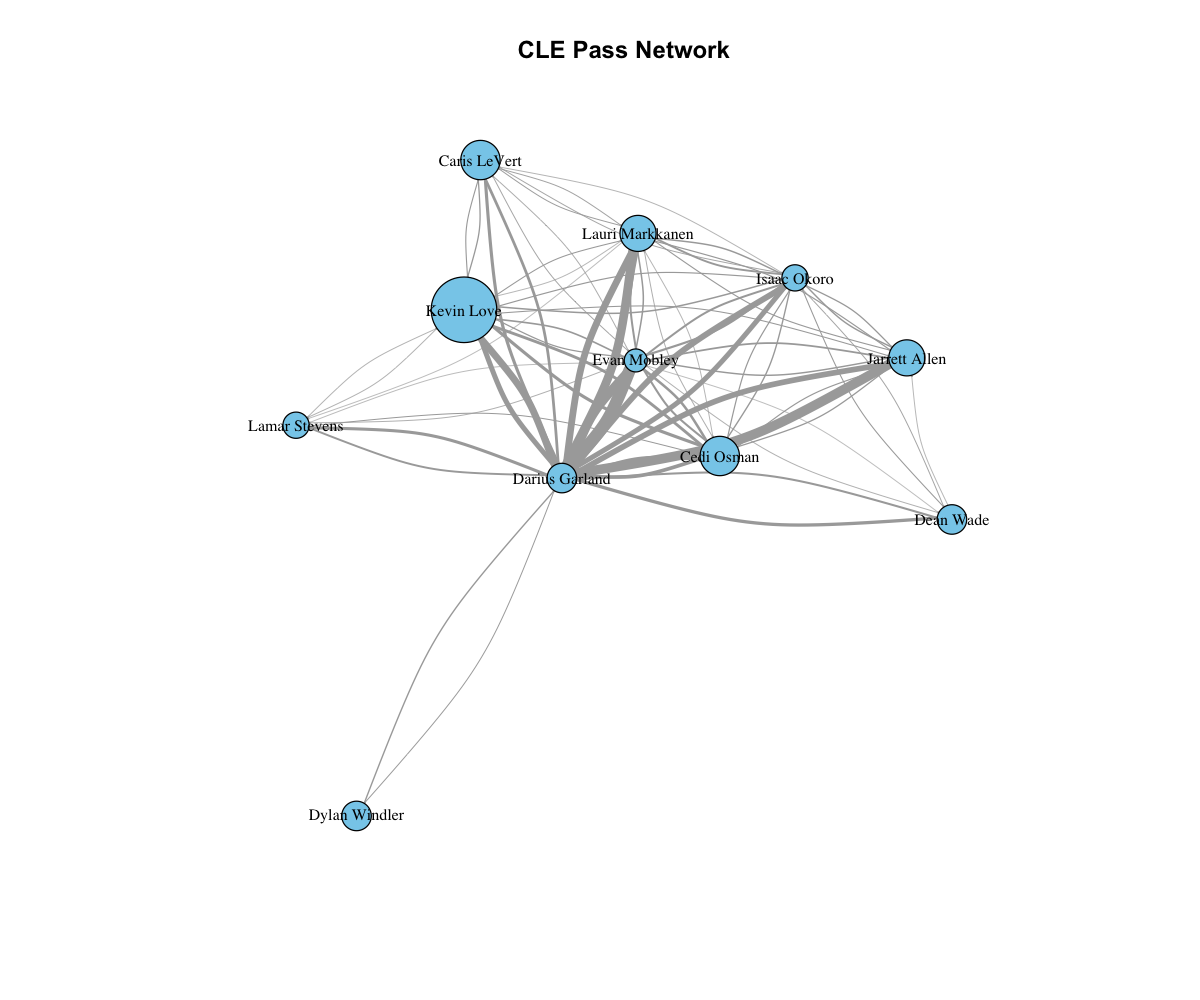 CLE Pass Network
Caris LeVert
Lauri Markkanen
Isaac Okoro
Kevin Love
Evan Mobley
Jarrett Allen
Lamar Stevens
Cedi Osman
Darius Garland
Dean Wade
Dylan Windler